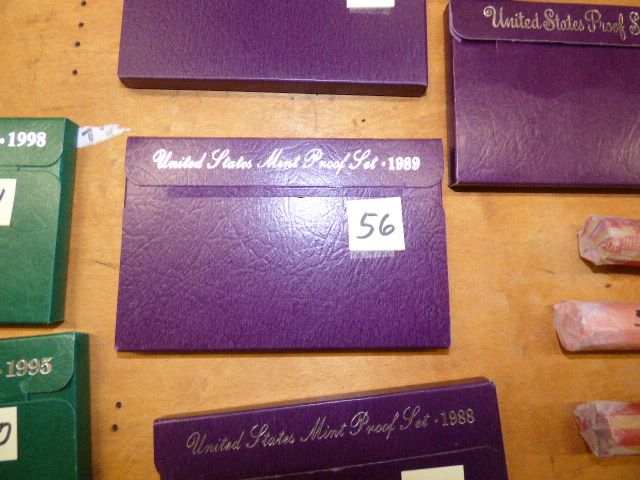 United States Proof
· 1998
United States Mint Proof Set · 1989
56
· 1995
United States Mint Proof Set · 1988